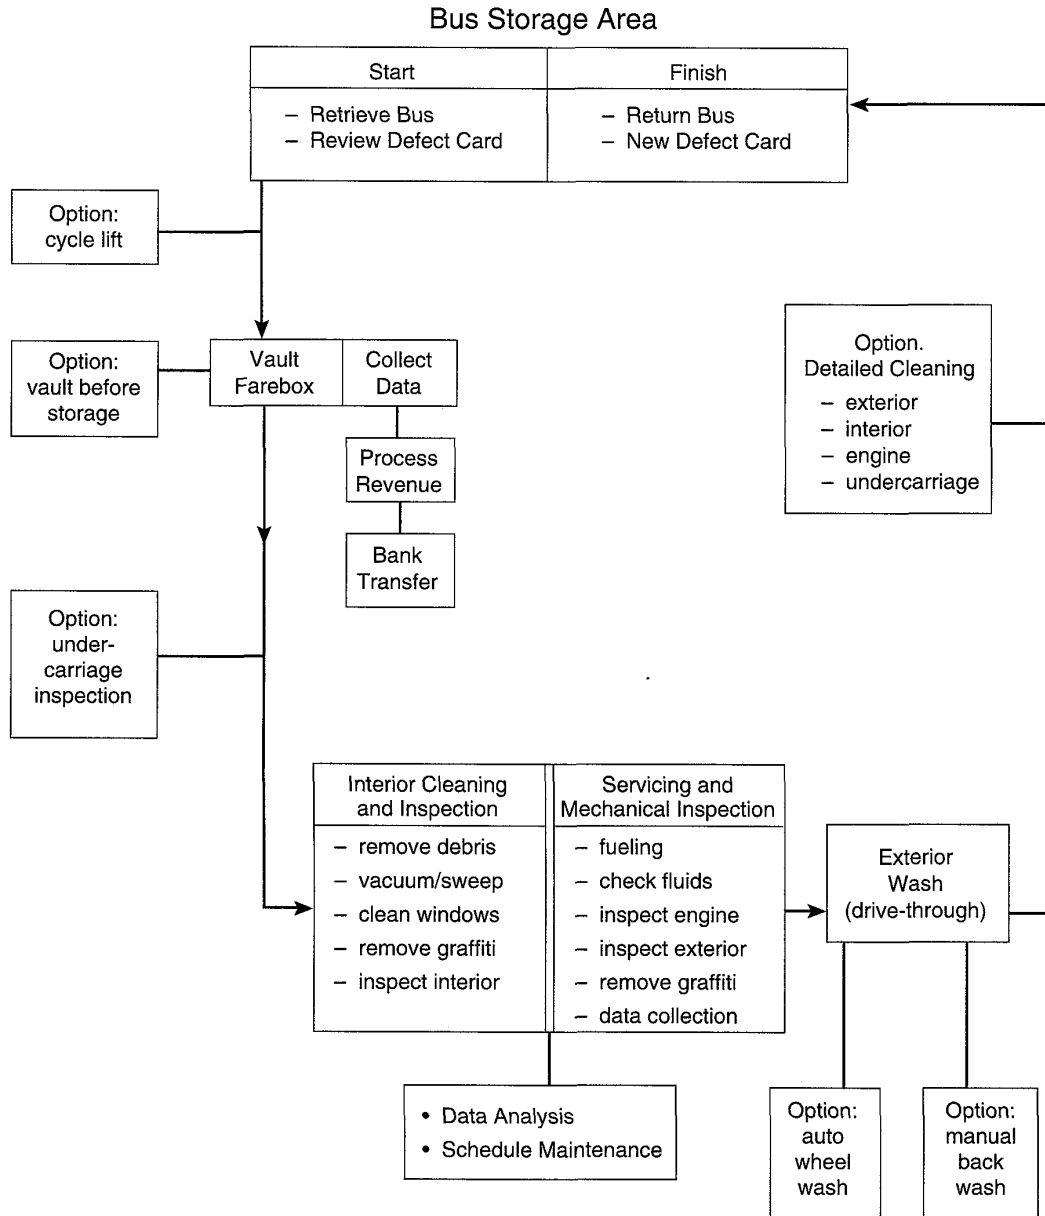 Bus Storage Area
Start
– Retrieve Bus
– Review Defect Card
Finish
– Return Bus
– New Defect Card
Option:
cycle lift
Option:
vault before
storage
Vault
Farebox
Collect
Data
Process
Revenue
Bank
Transfer
Option.
Detailed Cleaning
– exterior
– interior
– engine
– undercarriage
Option:
under-
carriage
inspection
Interior Cleaning
and Inspection
– remove debris
– vacuum/sweep
– clean windows
– remove graffiti
– inspect interior
Servicing and
Mechanical Inspection
– fueling
– check fluids
– inspect engine
– inspect exterior
– remove graffiti
– data collection
Exterior
Wash
(drive-through)
• Data Analysis
• Schedule Maintenance
Option:
auto
wheel
wash
Option:
manual
back
wash